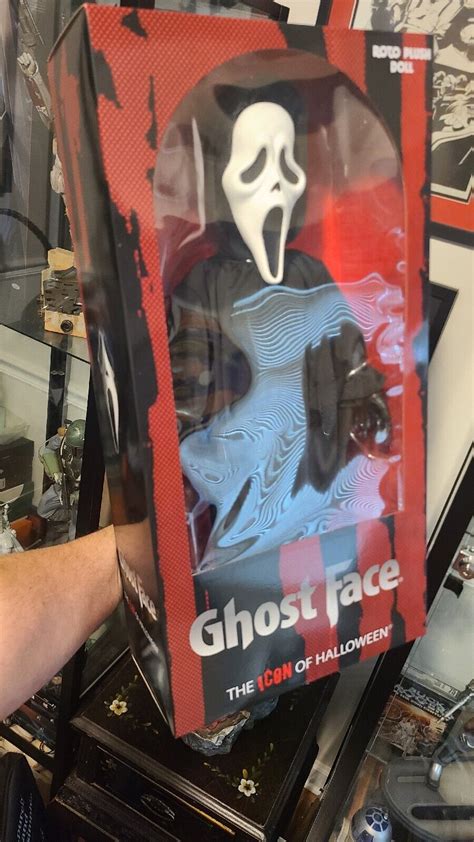 ROTO PLUSH
DOLL
Ghost Face®
THE ICON OF HALLOWEEN®